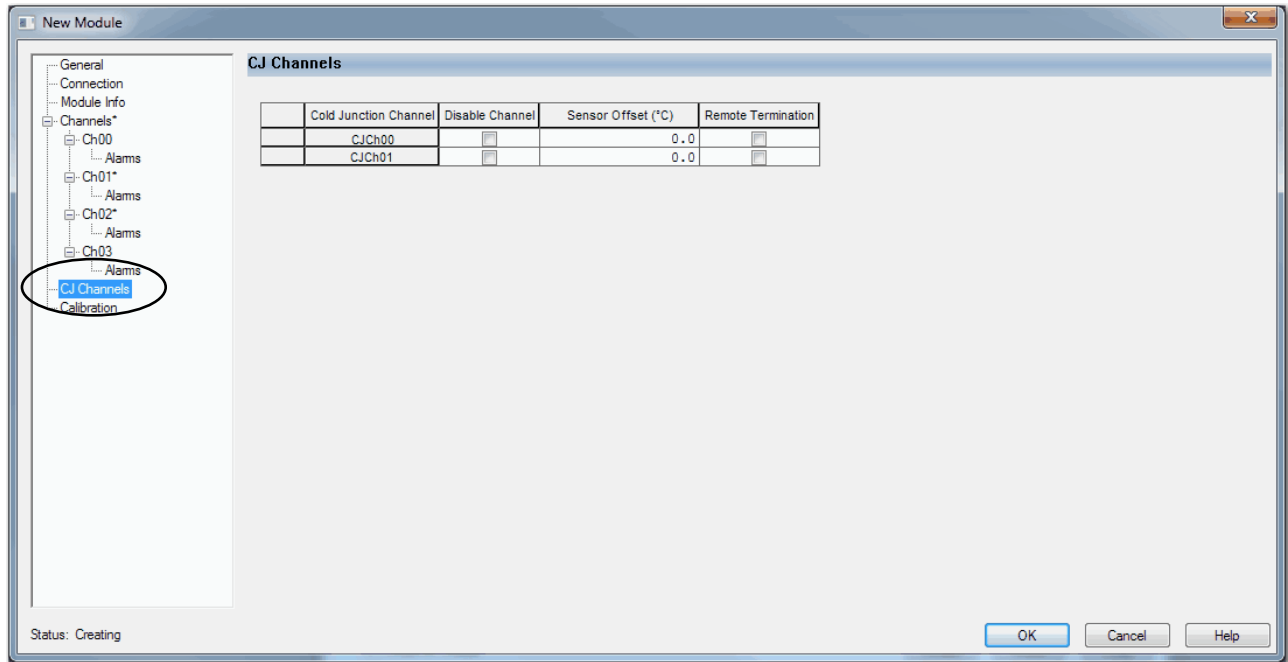 New Module
General
Connection
Module Info
Channels*
Ch00
Alarms
Ch01*
Alarms
Ch02*
Alarms
Ch03
Alarms
CJ Channels
Calibration
CJ Channels
Cold Junction Channel Disable Channel Sensor Offset (°C) Remote Termination
CJCh00 0.0
CJCh01 0.0
Status: Creating
OK Cancel Help